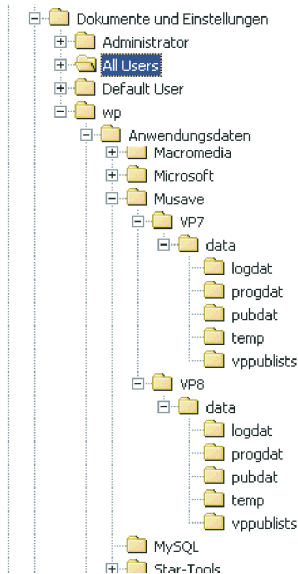 Dokumente und Einstellungen
Administrator
All Users
Default User
wp
Anwendungsdaten
Macromedia
Microsoft
Musave
VP7
data
logdat
progdat
pubdat
temp
vppublists
VP8
data
logdat
progdat
pubdat
temp
vppublists
MySQL
Star-Tools